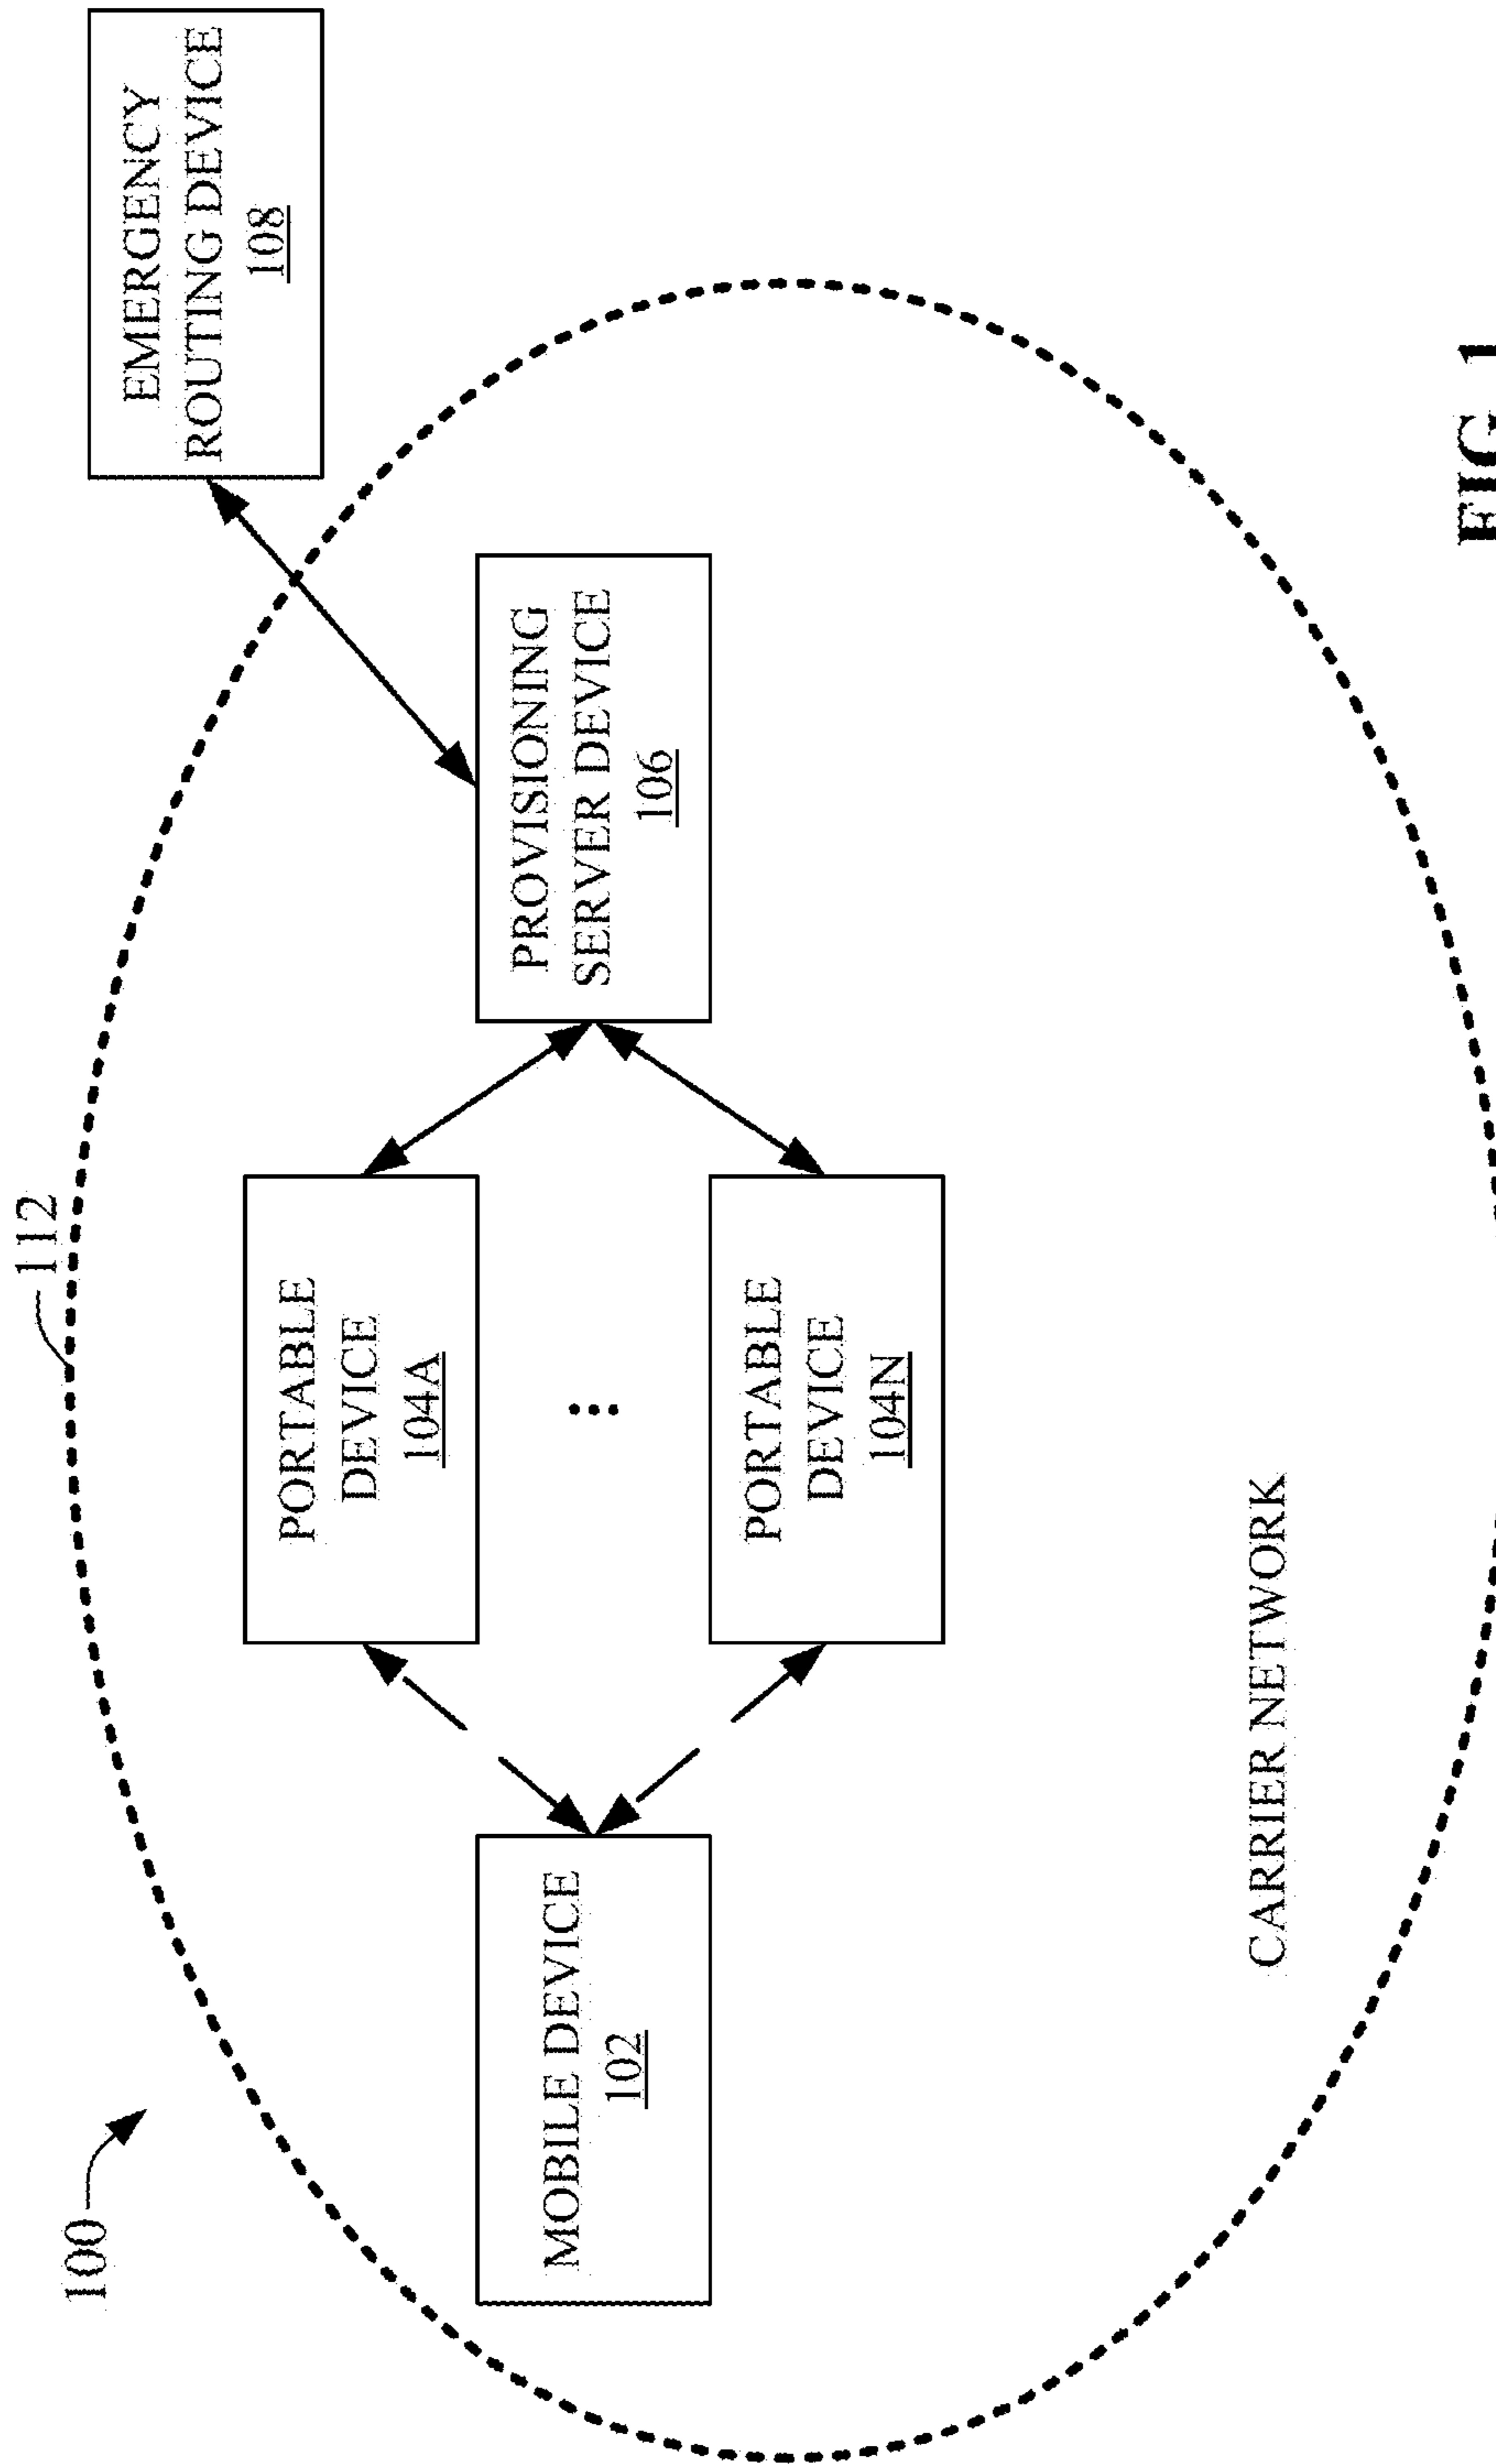 100
112
EMERGENCY
ROUTING DEVICE
108
PORTABLE
DEVICE
104A
MOBILE DEVICE
102
...
PROVISIONING
SERVER DEVICE
106
PORTABLE
DEVICE
104N
CARRIER NETWORK
FIG. 1